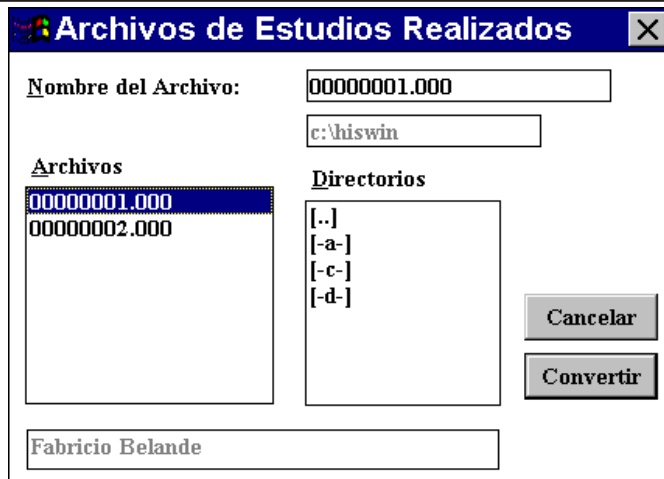 Archivos de Estudios Realizados
Nombre del Archivo:
00000001.000
c:\hiswin
Archivos
00000001.000
00000002.000
Directorios
[..]
[-a-]
[-c-]
[-d-]
Cancelar
Convertir
Fabricio Belande